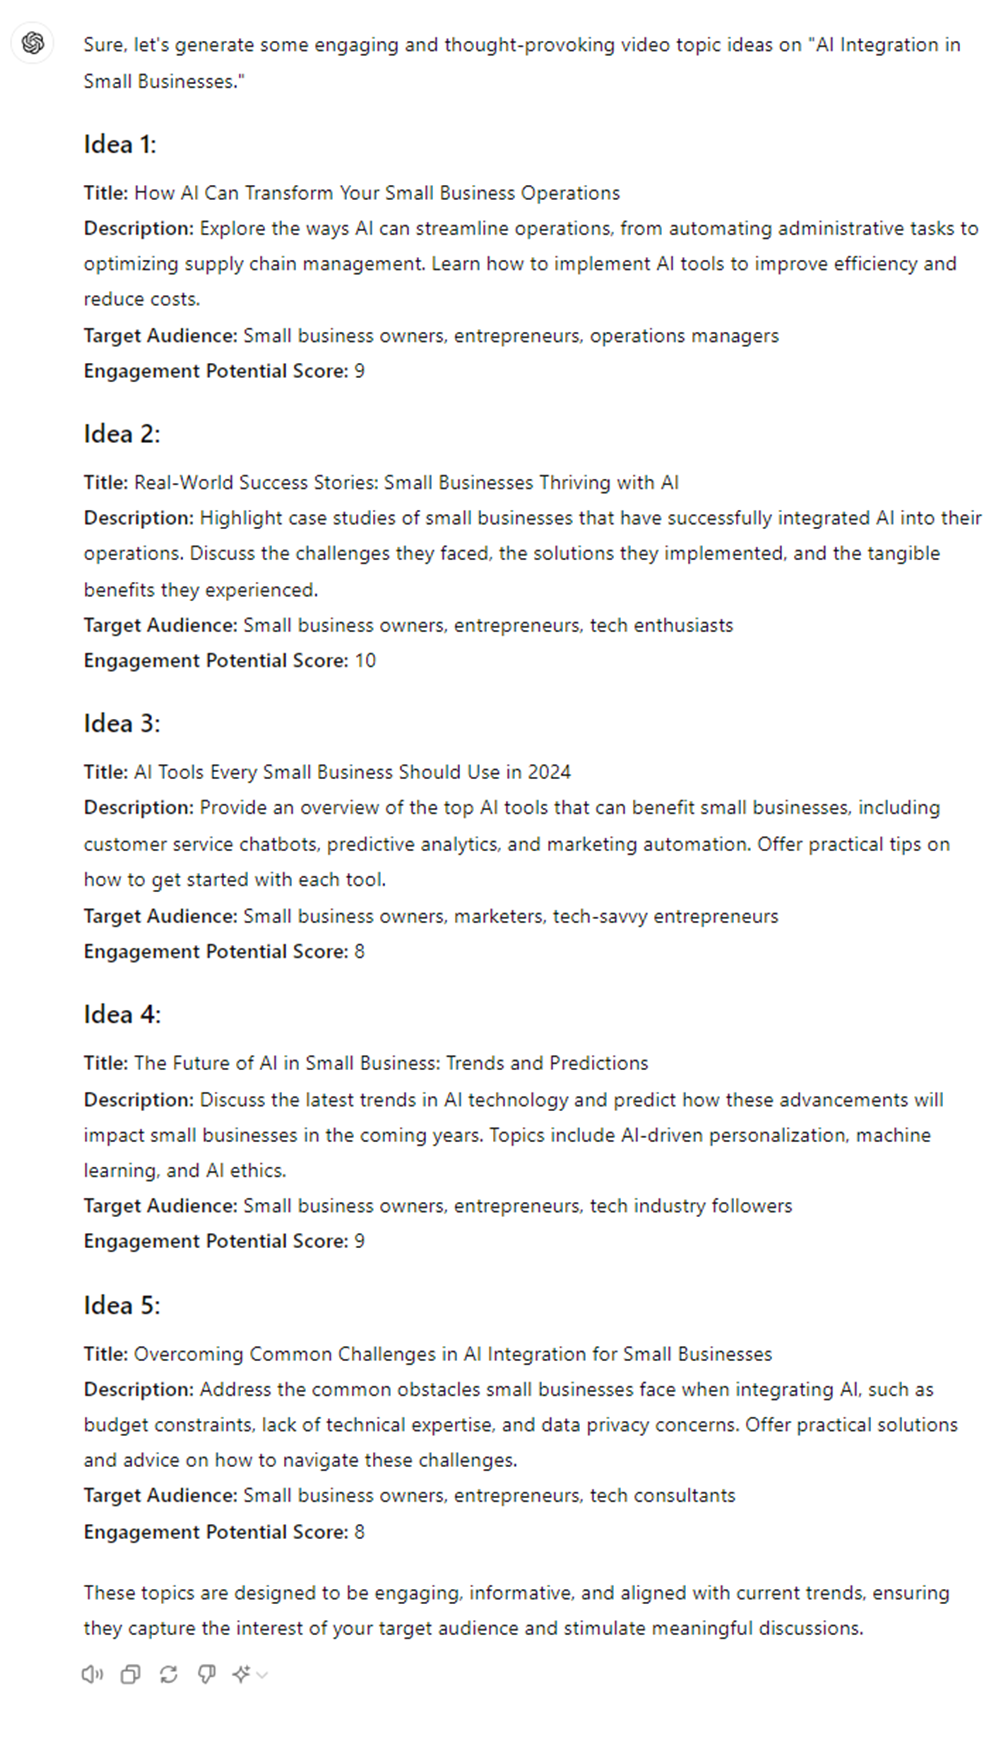 Sure, let's generate some engaging and thought-provoking video topic ideas on "AI Integration in
Small Businesses."
Idea 1:
Title: How AI Can Transform Your Small Business Operations
Description: Explore the ways AI can streamline operations, from automating administrative tasks to
optimizing supply chain management. Learn how to implement AI tools to improve efficiency and
reduce costs.
Target Audience: Small business owners, entrepreneurs, operations managers
Engagement Potential Score: 9
Idea 2:
Title: Real-World Success Stories: Small Businesses Thriving with AI
Description: Highlight case studies of small businesses that have successfully integrated AI into their
operations. Discuss the challenges they faced, the solutions they implemented, and the tangible
benefits they experienced.
Target Audience: Small business owners, entrepreneurs, tech enthusiasts
Engagement Potential Score: 10
Idea 3:
Title: AI Tools Every Small Business Should Use in 2024
Description: Provide an overview of the top AI tools that can benefit small businesses, including
customer service chatbots, predictive analytics, and marketing automation. Offer practical tips on
how to get started with each tool.
Target Audience: Small business owners, marketers, tech-savvy entrepreneurs
Engagement Potential Score: 8
Idea 4:
Title: The Future of AI in Small Business: Trends and Predictions
Description: Discuss the latest trends in AI technology and predict how these advancements will
impact small businesses in the coming years. Topics include AI-driven personalization, machine
learning, and AI ethics.
Target Audience: Small business owners, entrepreneurs, tech industry followers
Engagement Potential Score: 9
Idea 5:
Title: Overcoming Common Challenges in AI Integration for Small Businesses
Description: Address the common obstacles small businesses face when integrating AI, such as
budget constraints, lack of technical expertise, and data privacy concerns. Offer practical solutions
and advice on how to navigate these challenges.
Target Audience: Small business owners, entrepreneurs, tech consultants
Engagement Potential Score: 8
These topics are designed to be engaging, informative, and aligned with current trends, ensuring
they capture the interest of your target audience and stimulate meaningful discussions.